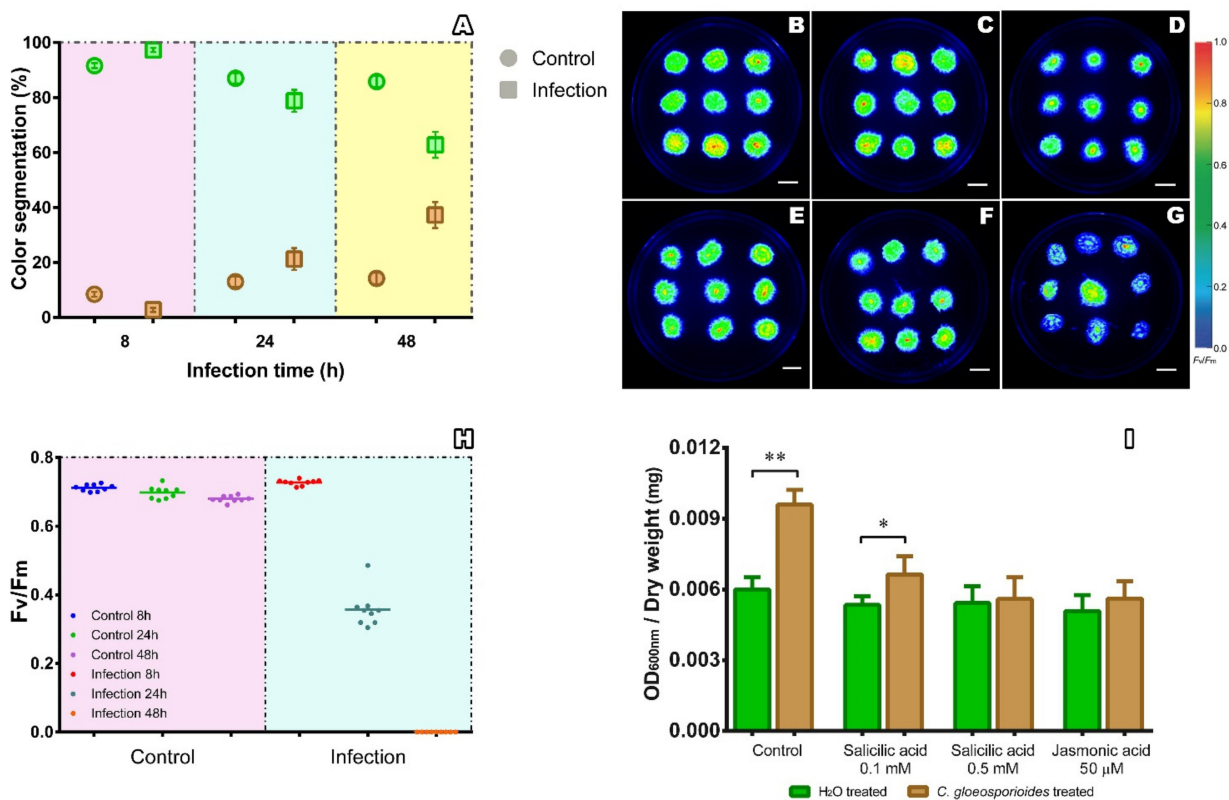 A
Color segmentation (%)
100
80
60
40
20
0
8
24
48
Infection time (h)
Control
Infection
B
C
D
E
F
G
1.0
0.8
0.6
0.4
0.2
0.0
Fv/Fm
H
Fv/Fm
0.8
0.6
0.4
0.2
0.0
Control 8h
Control 24h
Control 48h
Infection 8h
Infection 24h
Infection 48h
Control
Infection
I
OD600nm / Dry weight (mg)
0.012
0.009
0.006
0.003
0.000
**
*
Control
Salicilic acid
0.1 mM
Salicilic acid
0.5 mM
Jasmonic acid
50 μM
H₂O treated
C. gloeosporioides treated